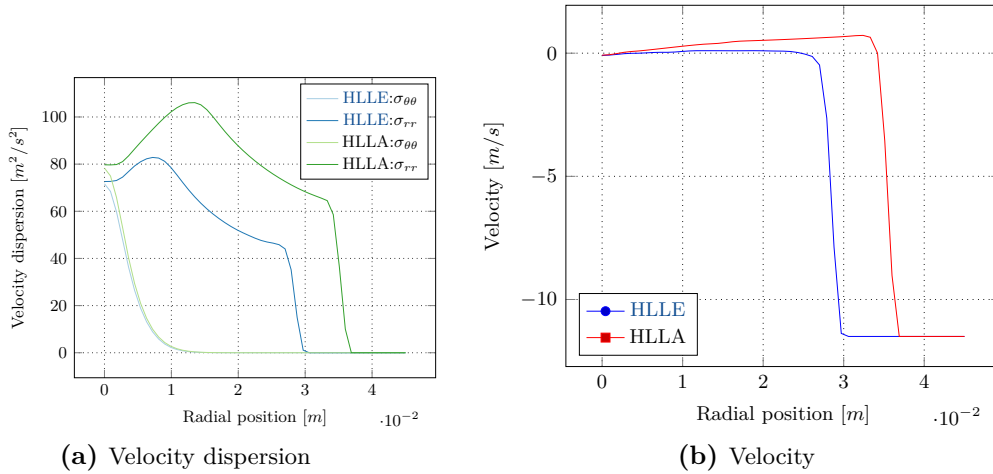 Velocity dispersion [m²/s²]
100
80
60
40
20
0
HLLE:σθθ
HLLE:σrr
HLLA:σθθ
HLLA:σrr
0 1 2 3 4
·10⁻²
Radial position [m]
(a) Velocity dispersion
Velocity [m/s]
0
−5
−10
HLLE
HLLA
0 1 2 3 4
·10⁻²
Radial position [m]
(b) Velocity